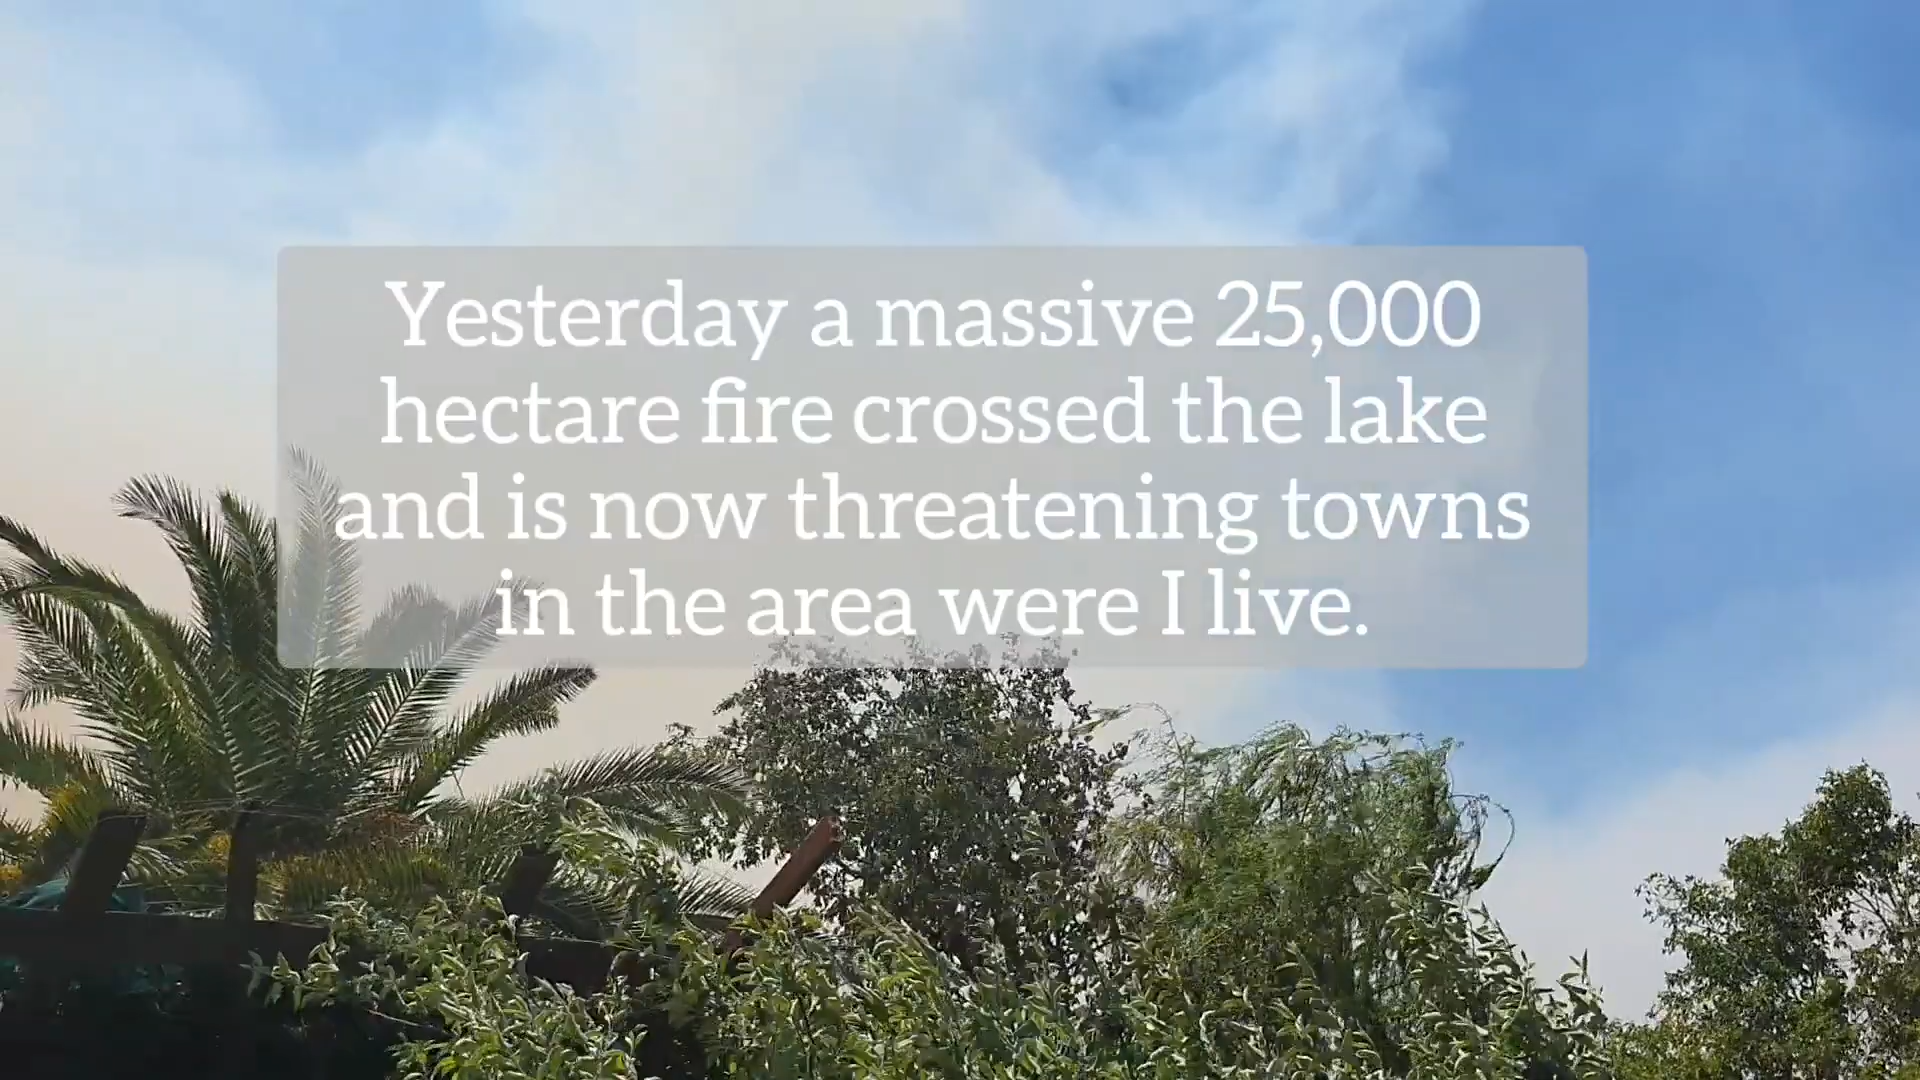 Yesterday a massive 25,000
hectare fire crossed the lake
and is now threatening towns
in the area were I live.